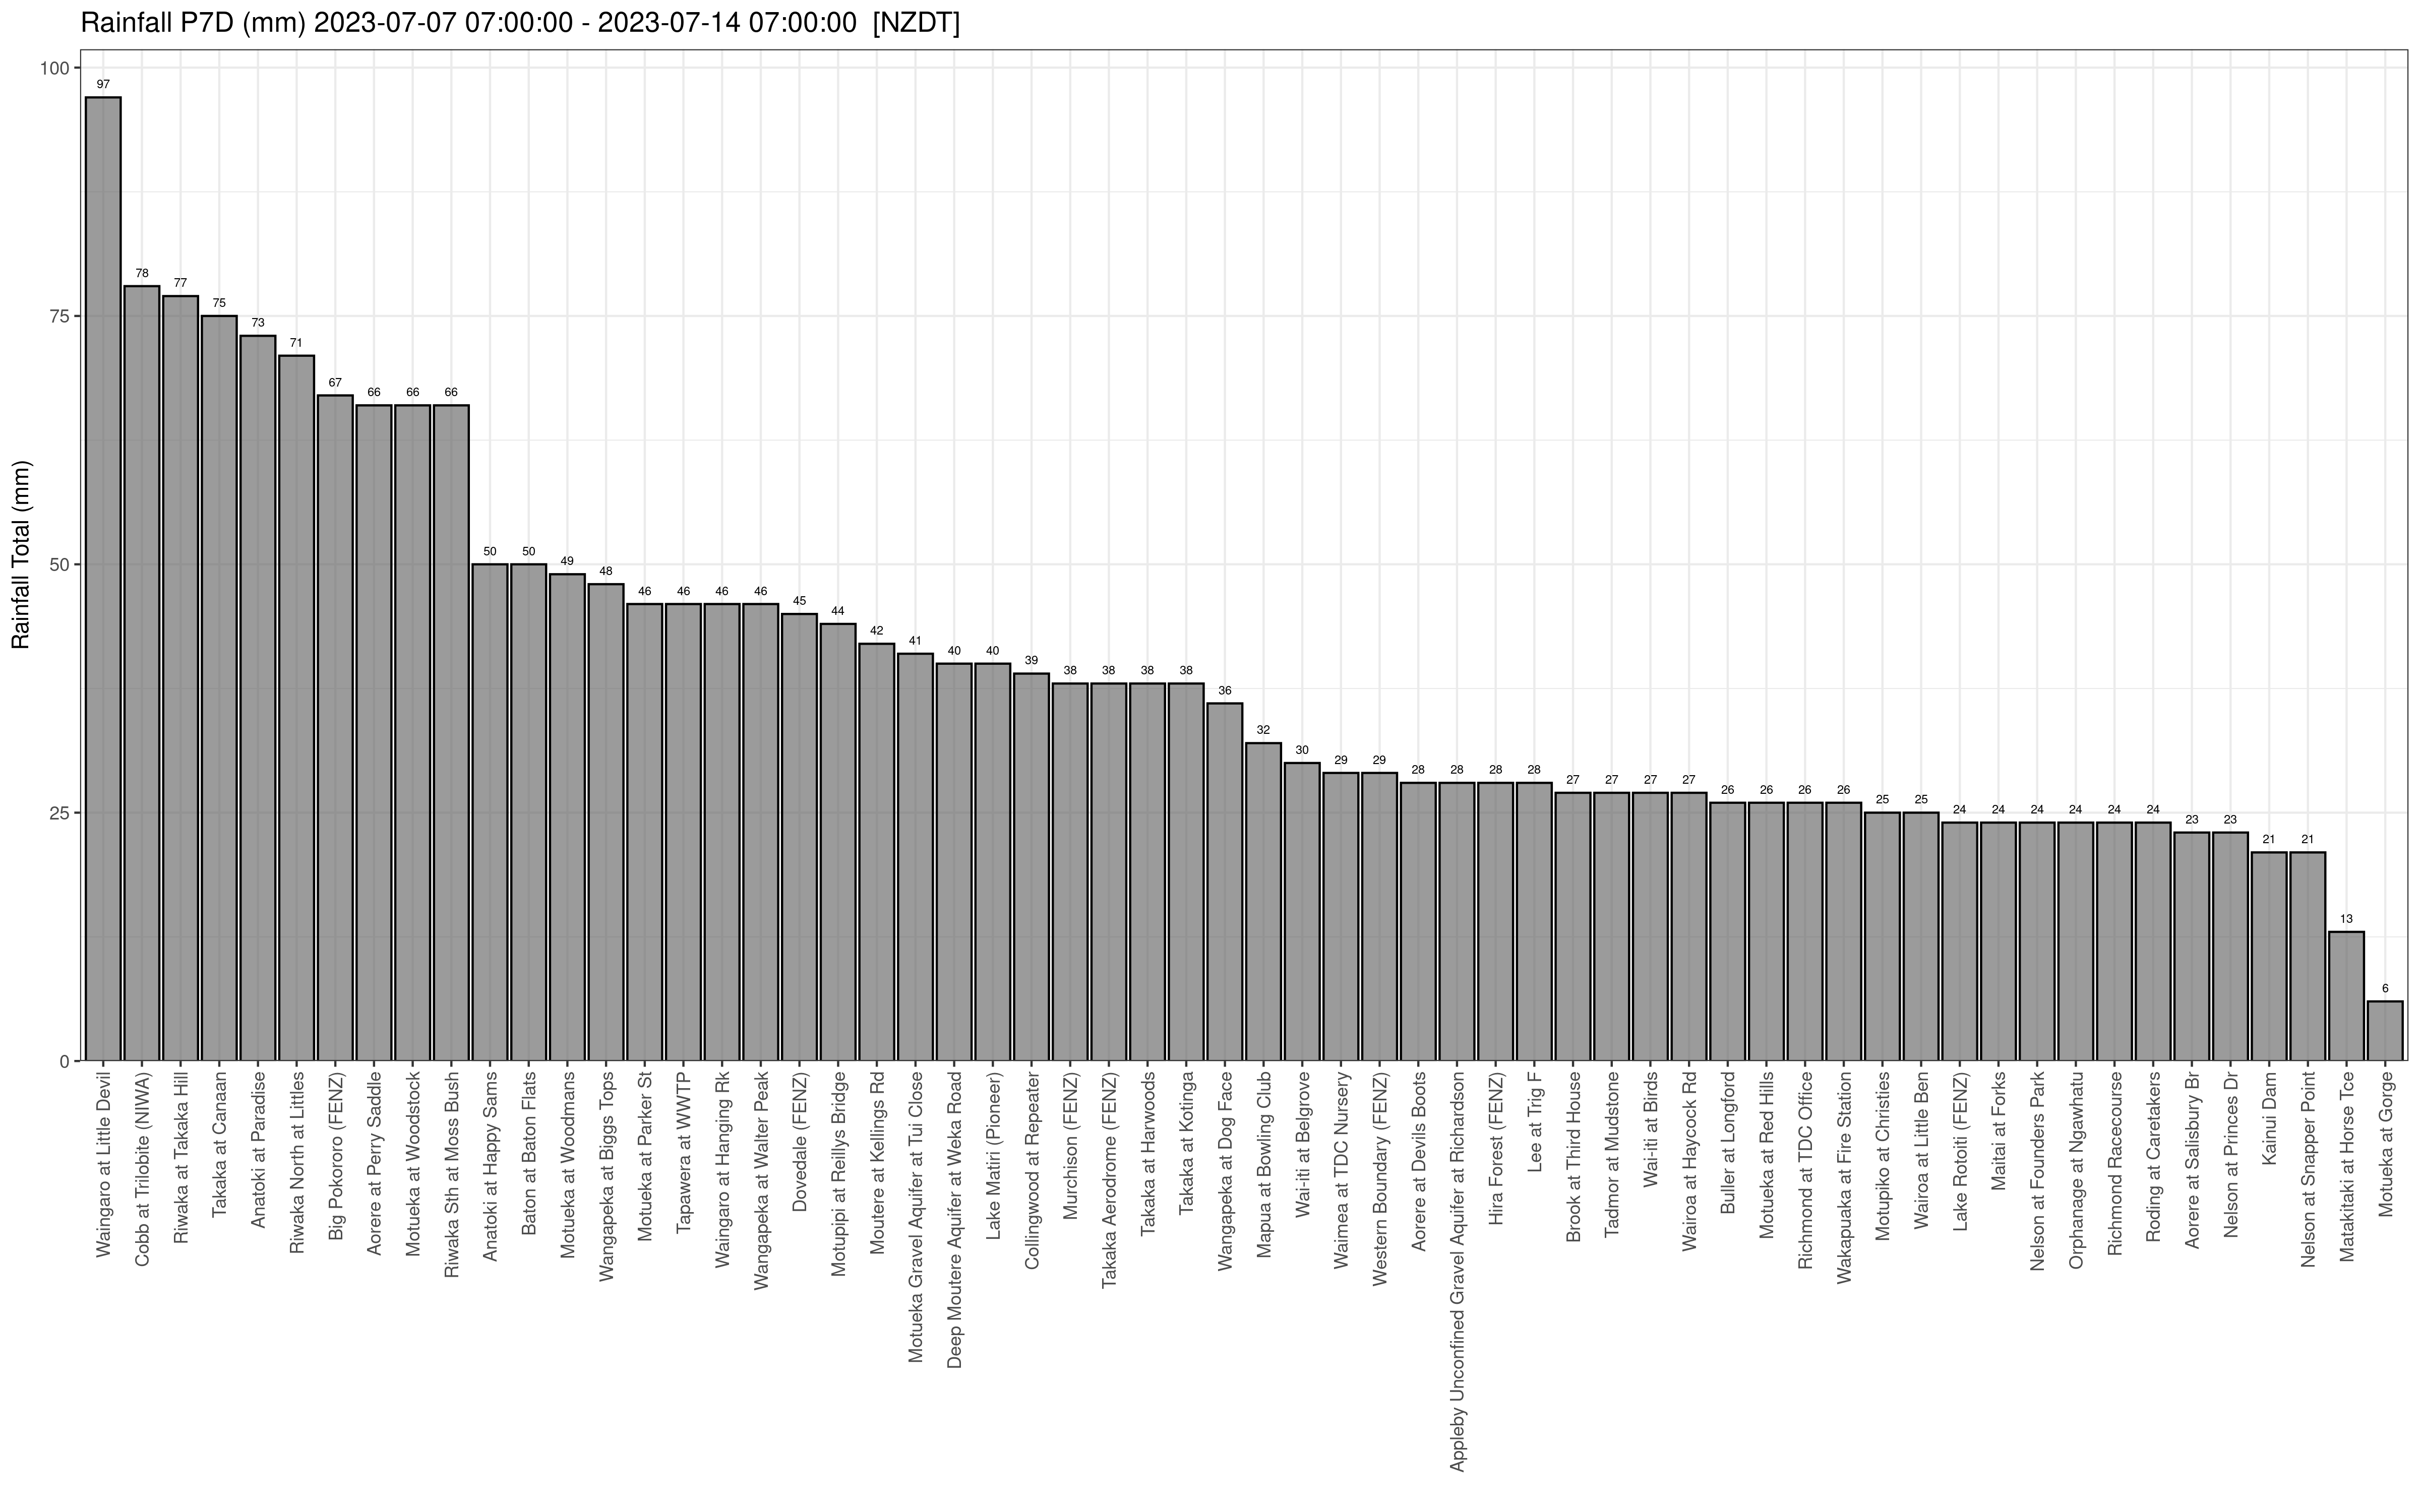 Rainfall P7D (mm) 2023-07-07 07:00:00 - 2023-07-14 07:00:00  [NZDT]
Rainfall Total (mm)
100
75
50
25
0
97
78
77
75
73
71
67
66
66
66
50
50
49
48
46
46
46
46
45
44
42
41
40
40
39
38
38
38
38
36
32
30
29
29
28
28
28
28
27
27
27
27
26
26
26
26
25
25
24
24
24
24
24
24
23
23
21
21
13
6
Waingaro at Little Devil
Cobb at Trilobite (NIWA)
Riwaka at Takaka Hill
Takaka at Canaan
Anatoki at Paradise
Riwaka North at Littles
Big Pokororo (FENZ)
Aorere at Perry Saddle
Motueka at Woodstock
Riwaka Sth at Moss Bush
Anatoki at Happy Sams
Baton at Baton Flats
Motueka at Woodmans
Wangapeka at Biggs Tops
Motueka at Parker St
Tapawera at WWTP
Waingaro at Hanging Rk
Wangapeka at Walter Peak
Dovedale (FENZ)
Motupipi at Reillys Bridge
Moutere at Kellings Rd
Motueka Gravel Aquifer at Tui Close
Deep Moutere Aquifer at Weka Road
Lake Matiri (Pioneer)
Collingwood at Repeater
Murchison (FENZ)
Takaka Aerodrome (FENZ)
Takaka at Harwoods
Takaka at Kotinga
Wangapeka at Dog Face
Mapua at Bowling Club
Wai-iti at Belgrove
Waimea at TDC Nursery
Western Boundary (FENZ)
Aorere at Devils Boots
Appleby Unconfined Gravel Aquifer at Richardson
Hira Forest (FENZ)
Lee at Trig F
Brook at Third House
Tadmor at Mudstone
Wai-iti at Birds
Wairoa at Haycock Rd
Buller at Longford
Motueka at Red Hills
Richmond at TDC Office
Wakapuaka at Fire Station
Motupiko at Christies
Wairoa at Little Ben
Lake Rotoiti (FENZ)
Maitai at Forks
Nelson at Founders Park
Orphanage at Ngawhatu
Richmond Racecourse
Roding at Caretakers
Aorere at Salisbury Br
Nelson at Princes Dr
Kainui Dam
Nelson at Snapper Point
Matakitaki at Horse Tce
Motueka at Gorge